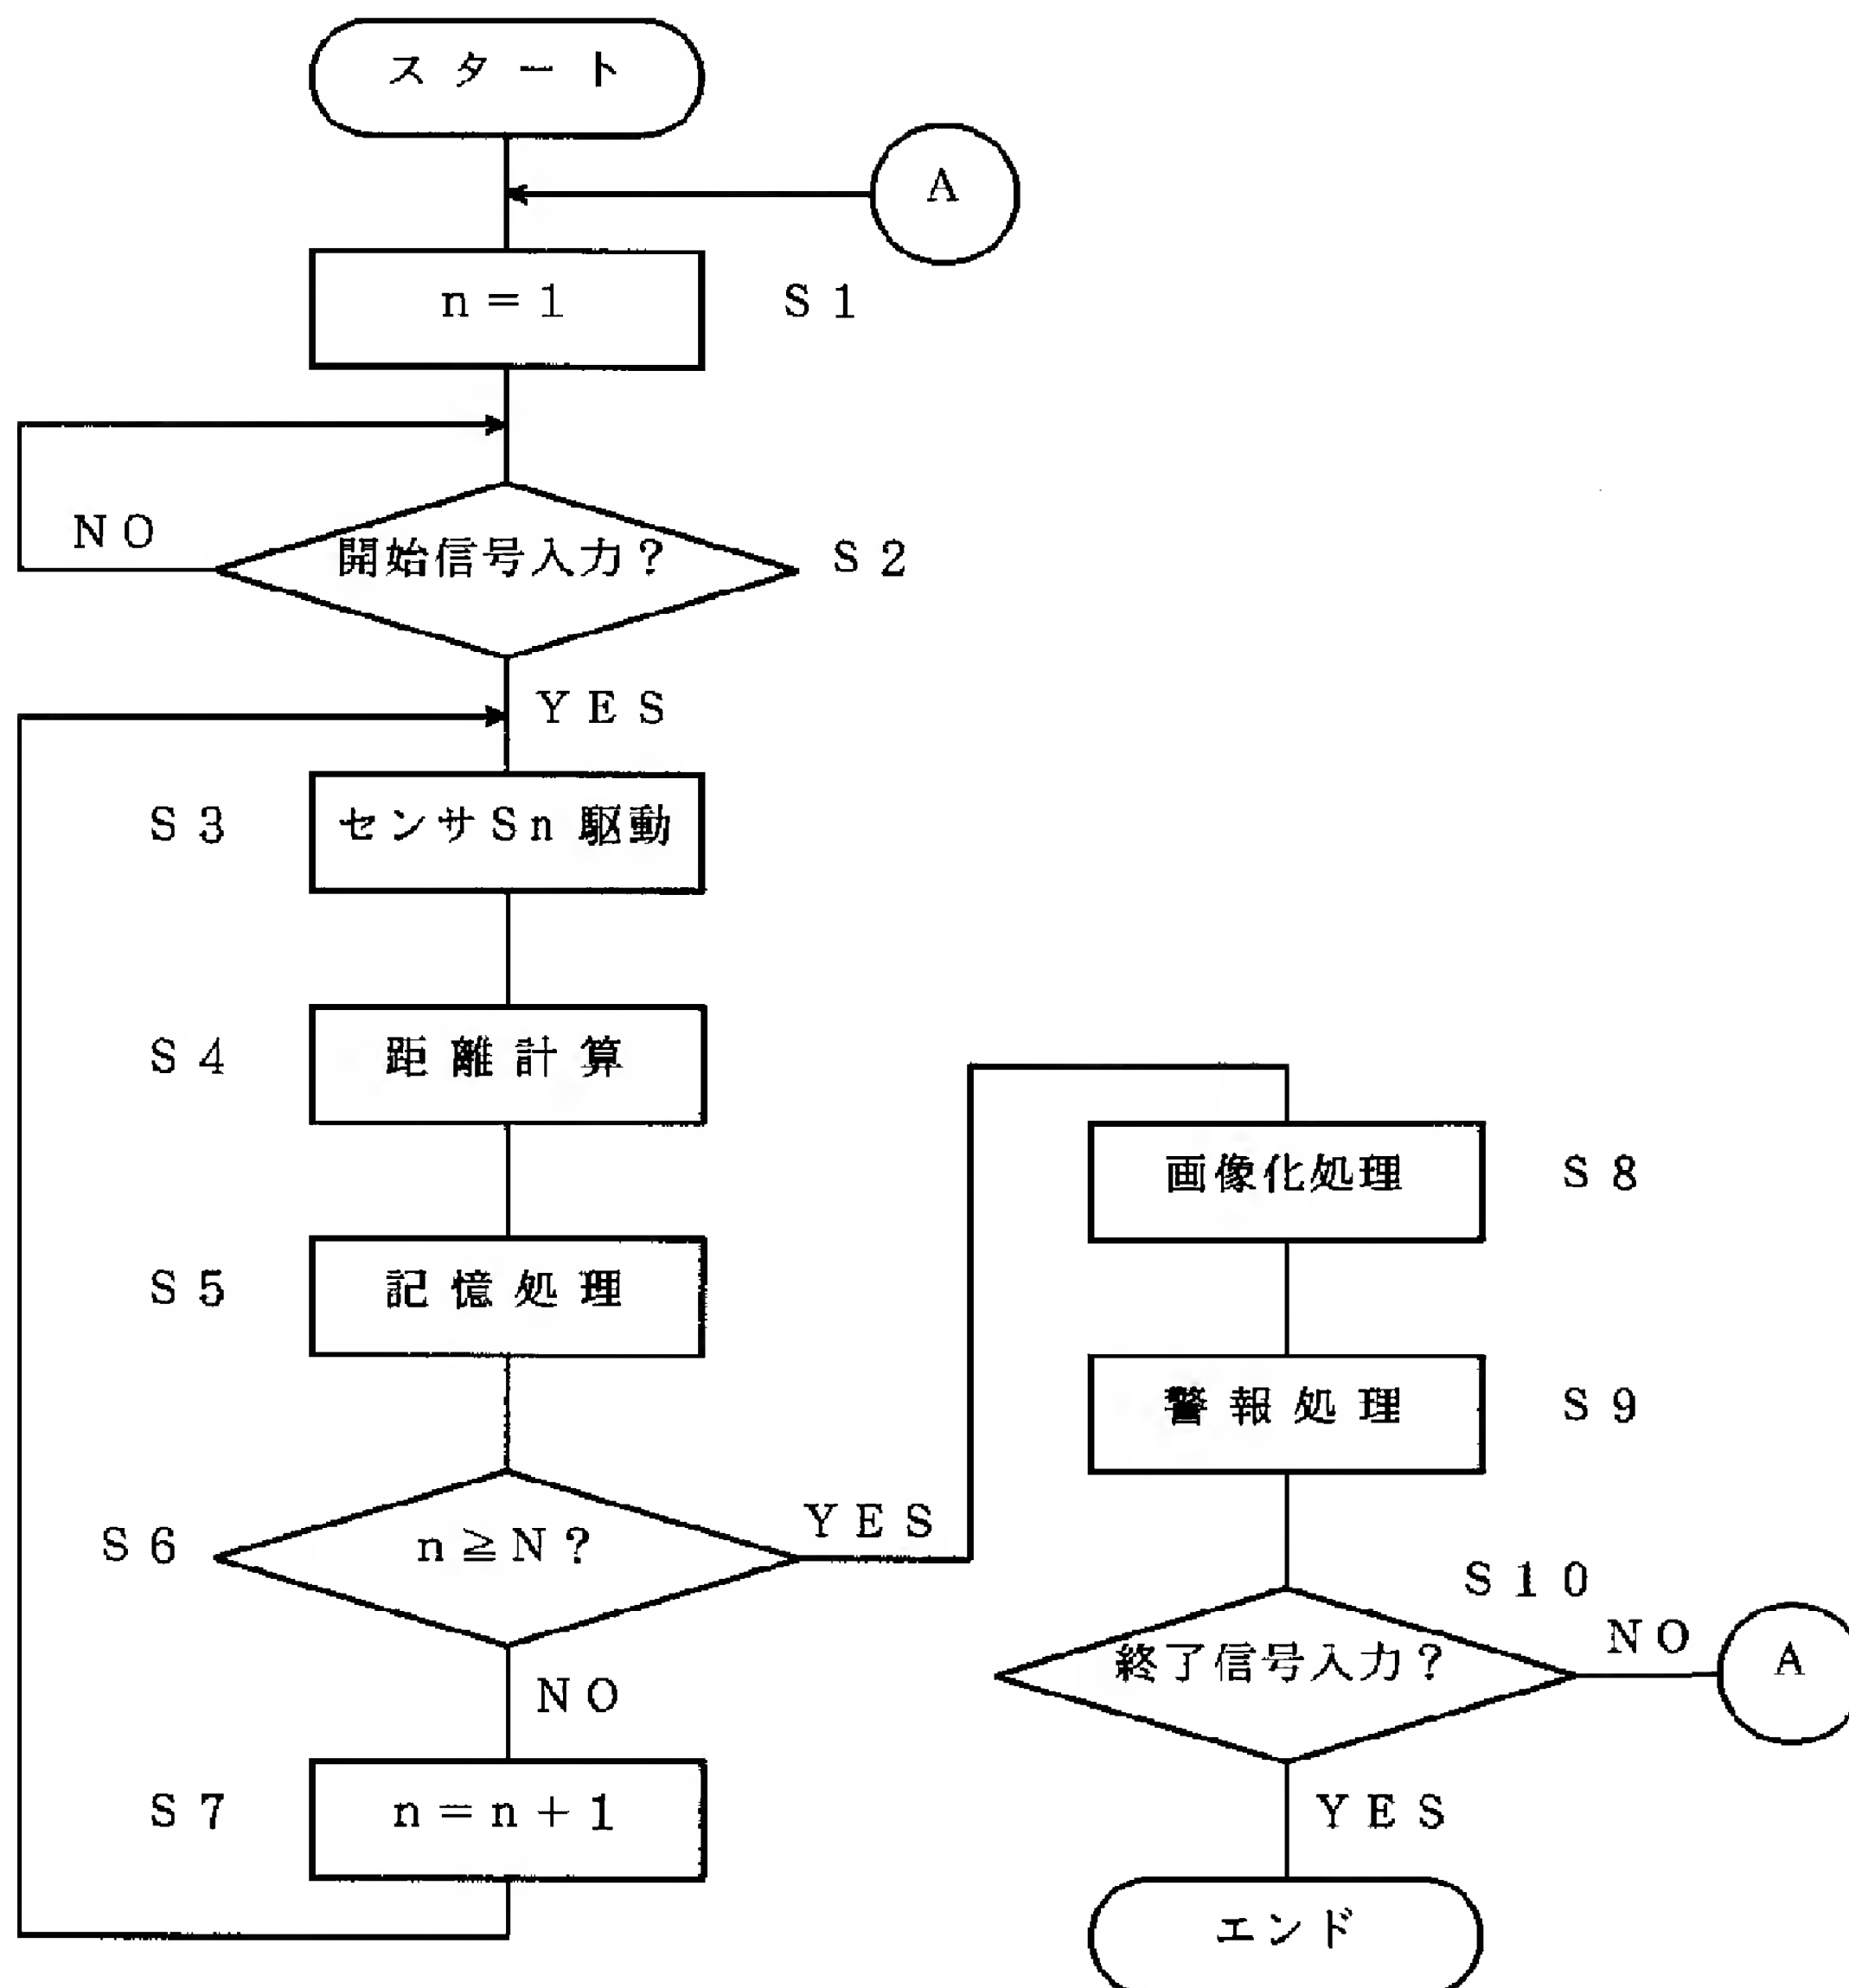 スタート
A
n=1 S1
NO
開始信号入力? S2
YES
S3 センサSn駆動
S4 距離計算
S5 記憶処理
S6 n≧N? YES
NO
S7 n=n+1
画像化処理 S8
警報処理 S9
S10
終了信号入力? NO A
YES
エンド